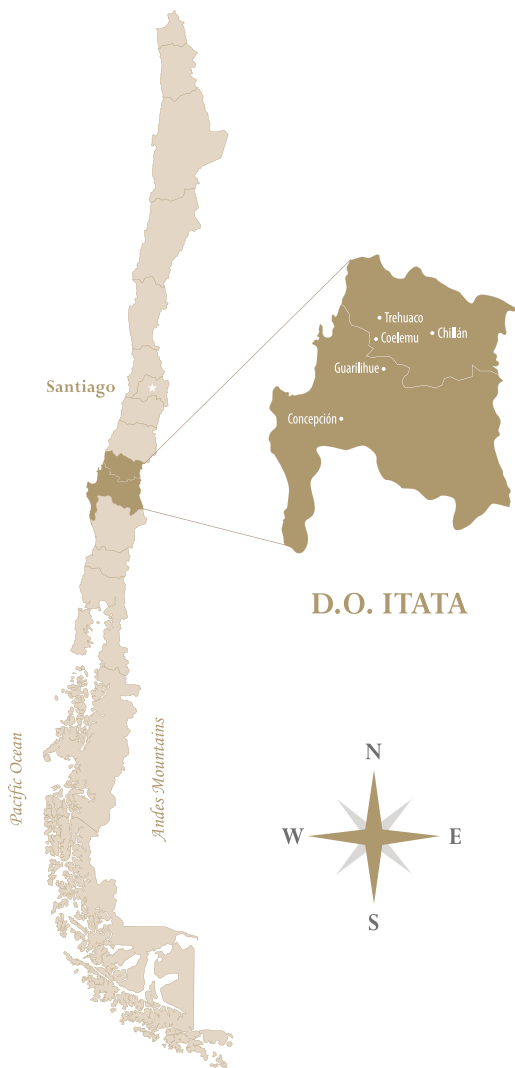 Trehuaco
Coelemu
Chillán
Guarilihue
Santiago
Concepción
D.O. ITATA
Pacific Ocean
Andes Mountains
N
W
E
S